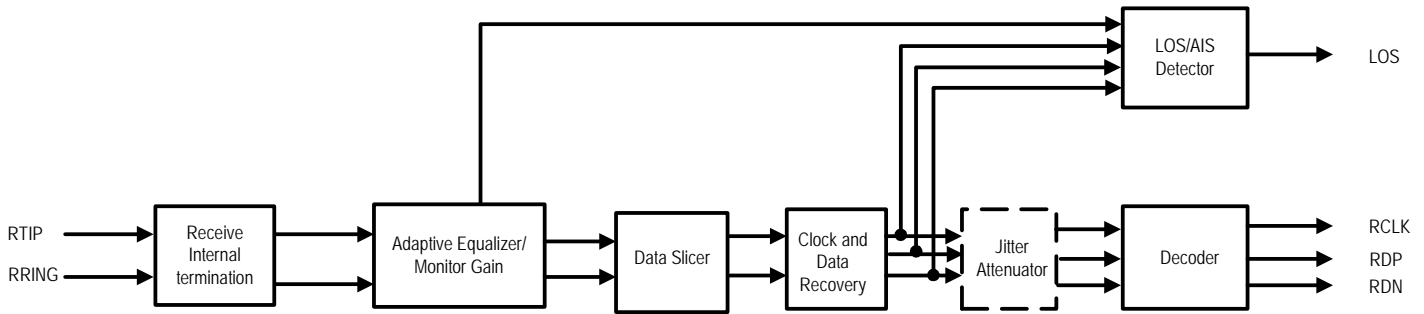 LOS/AIS
Detector
LOS
RTIP
RRING
Receive
Internal
termination
Adaptive Equalizer/
Monitor Gain
Data Slicer
Clock and
Data
Recovery
Jitter
Attenuator
Decoder
RCLK
RDP
RDN